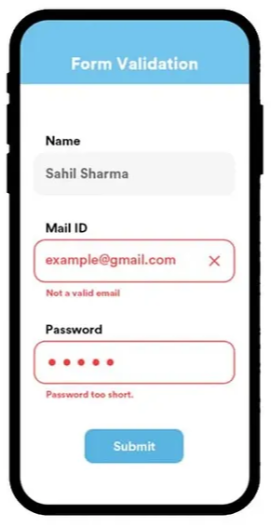 Form Validation
Name
Sahil Sharma
Mail ID
example@gmail.com
Not a valid email
Password
Password too short.
Submit